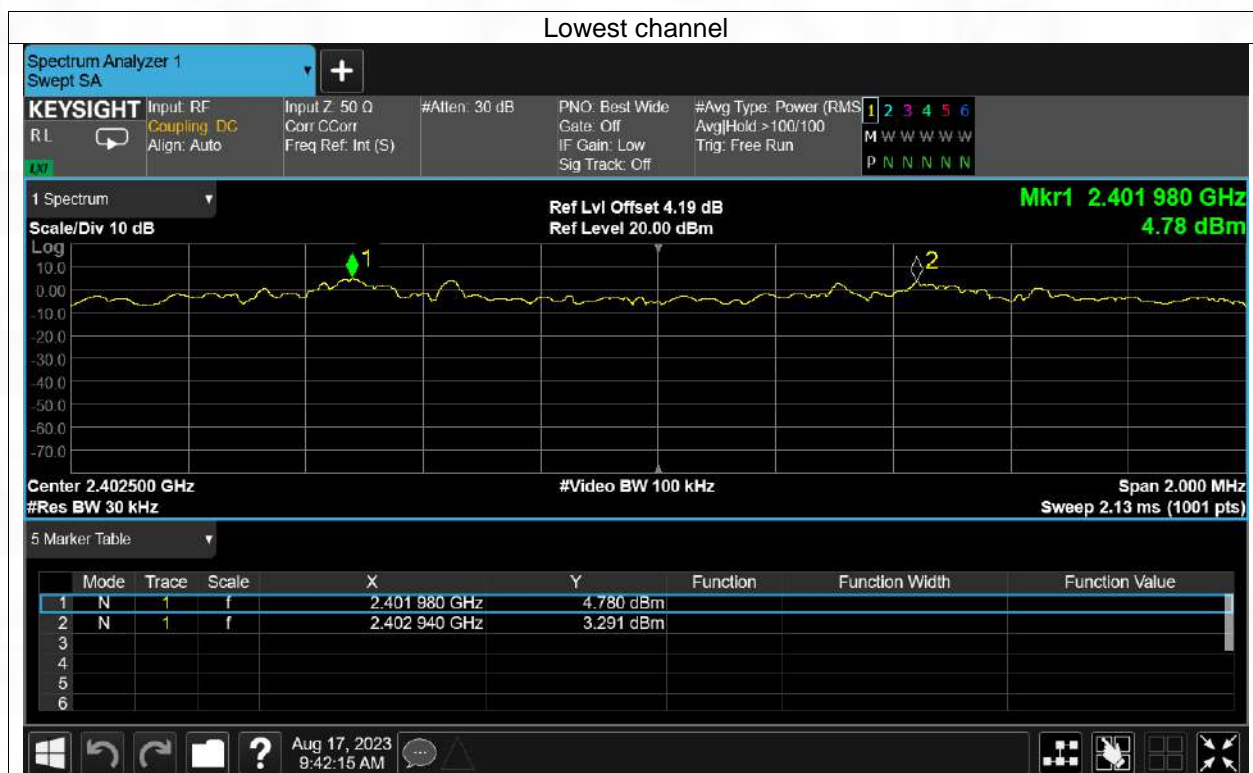 Lowest channel
Spectrum Analyzer 1
Swept SA
+
KEYSIGHT Input: RF Input Z: 50 Ω #Atten: 30 dB PNO: Best Wide #Avg Type: Power (RMS 1 2 3 4 5 6
RL Coupling: DC Corr CCorr Gate: Off Avg|Hold:>100/100 M W W W W W
Align: Auto Freq Ref: Int (S) IF Gain: Low Trig: Free Run
LXI Sig Track: Off P N N N N N
1 Spectrum Ref Lvl Offset 4.19 dB Mkr1 2.401 980 GHz
Scale/Div 10 dB Ref Level 20.00 dBm 4.78 dBm
Log
1 2
10.0
0.00
-10.0
-20.0
-30.0
-40.0
-50.0
-60.0
-70.0
Center 2.402500 GHz #Video BW 100 kHz Span 2.000 MHz
#Res BW 30 kHz Sweep 2.13 ms (1001 pts)
5 Marker Table
Mode Trace Scale X Y Function Function Width Function Value
1 N 1 f 2.401 980 GHz 4.780 dBm
2 N 1 f 2.402 940 GHz 3.291 dBm
3
4
5
6
? Aug 17, 2023
9:42:15 AM